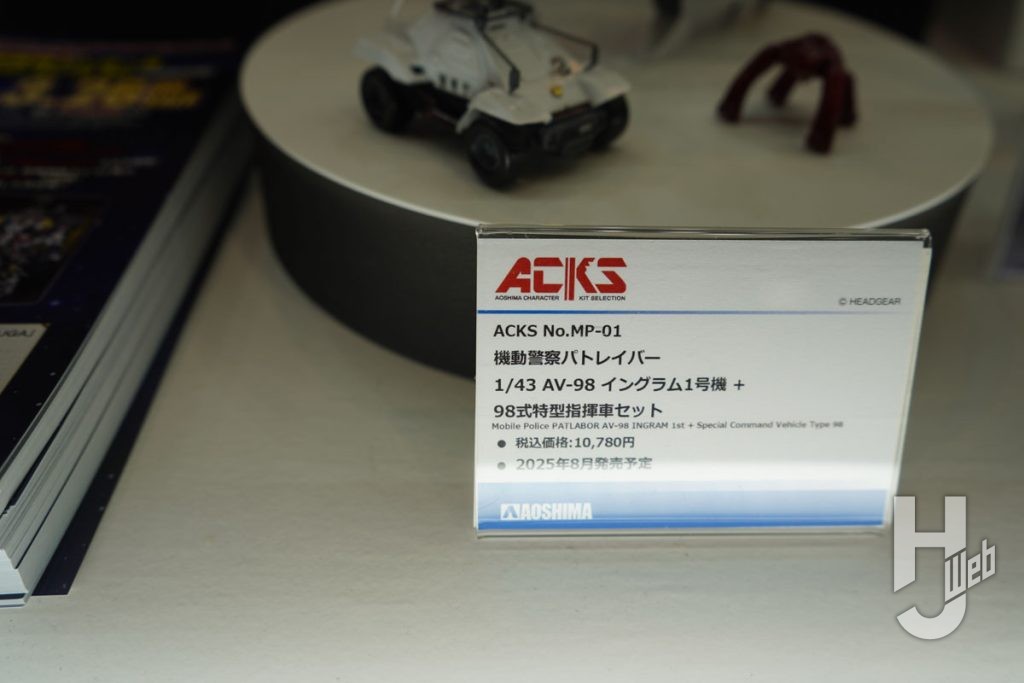 ACKS
AOSHIMA CHARACTER KIT SELECTION
© HEADGEAR
ACKS No.MP-01
機動警察パトレイバー
1/43 AV-98 イングラム1号機 +
98式特型指揮車セット
Mobile Police PATLABOR AV-98 INGRAM 1st + Special Command Vehicle Type 98
● 税込価格:10,780円
● 2025年8月発売予定
AOSHIMA
HJ Web